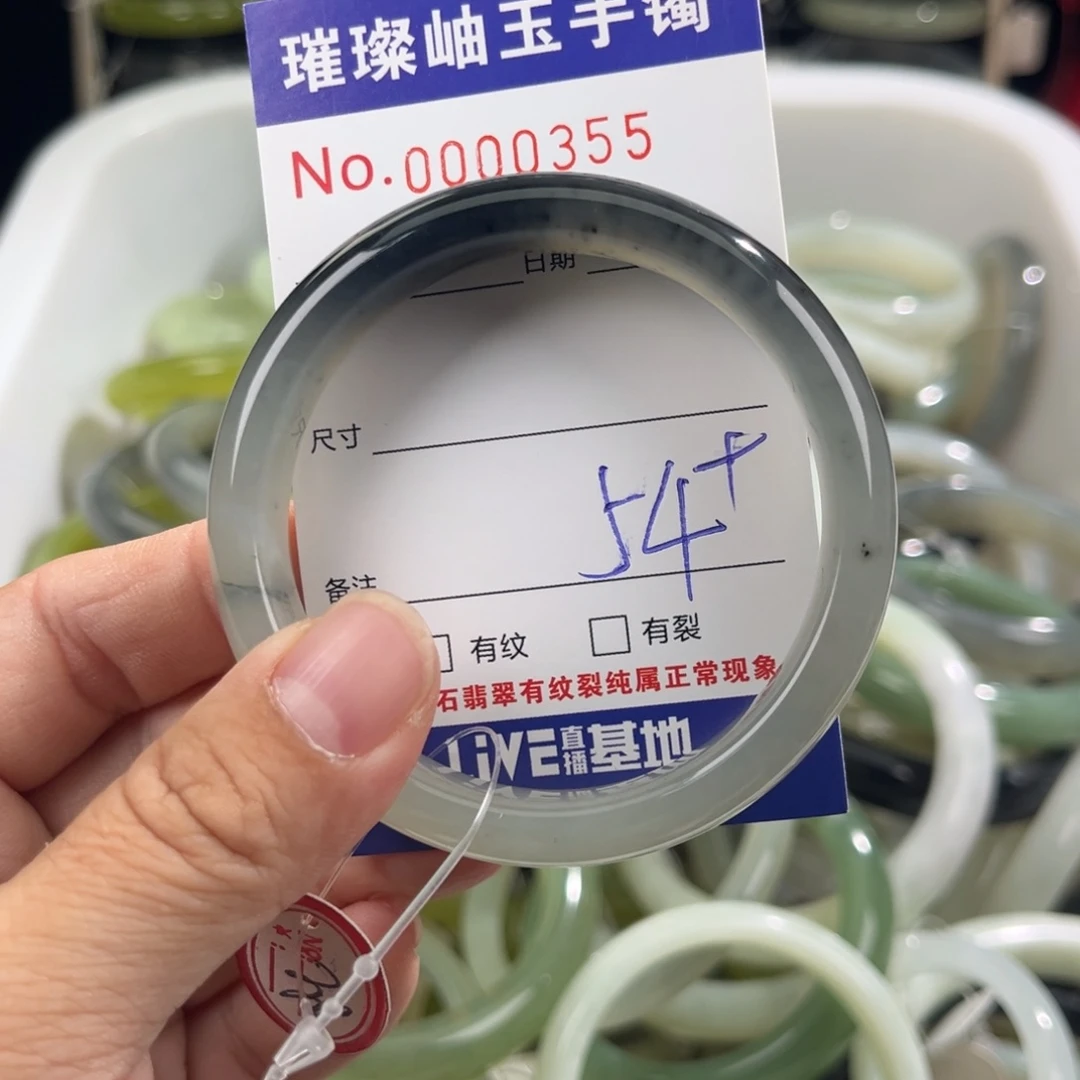 璀璨岫玉手镯
No.0000355
日期
尺寸
54+
备注
有纹 有裂
石翡翠有纹裂纯属正常现象
LiVE直播基地